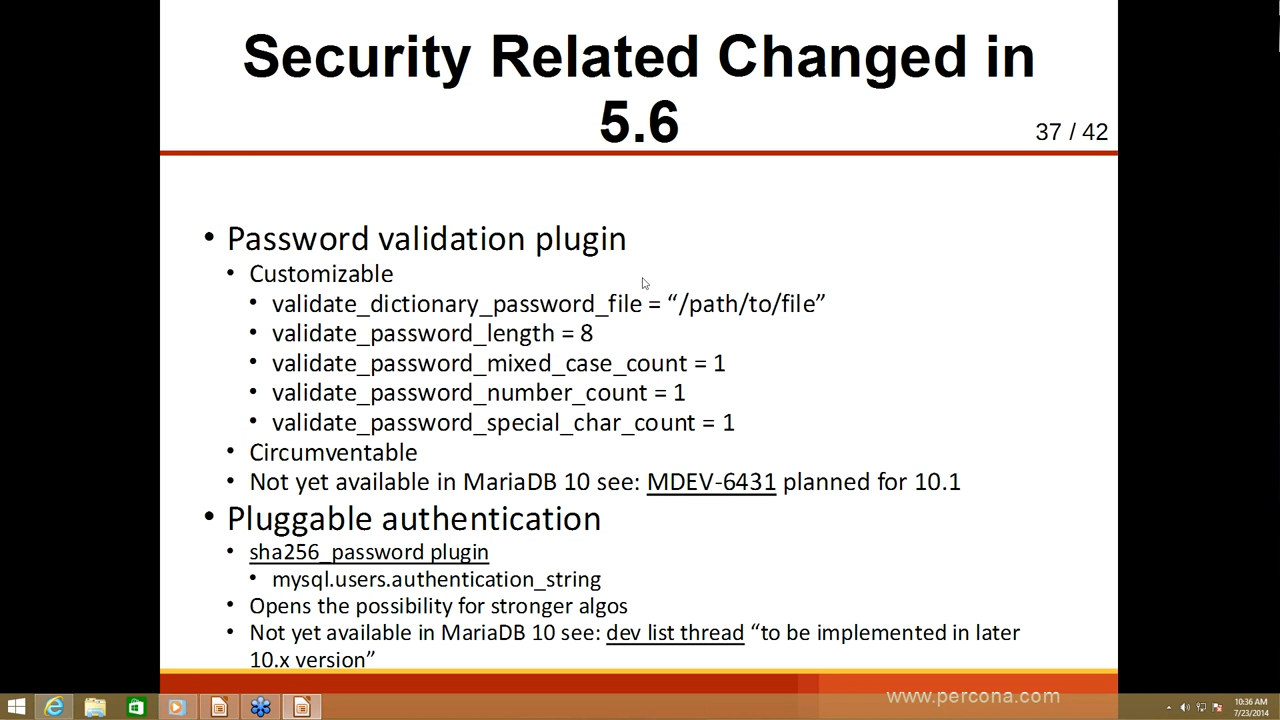 Security Related Changed in
5.6
37 / 42
• Password validation plugin
• Customizable
• validate_dictionary_password_file = “/path/to/file”
• validate_password_length = 8
• validate_password_mixed_case_count = 1
• validate_password_number_count = 1
• validate_password_special_char_count = 1
• Circumventable
• Not yet available in MariaDB 10 see: MDEV-6431 planned for 10.1
• Pluggable authentication
• sha256_password plugin
• mysql.users.authentication_string
• Opens the possibility for stronger algos
• Not yet available in MariaDB 10 see: dev list thread “to be implemented in later
10.x version”
www.percona.com
10:36 AM
7/23/2014